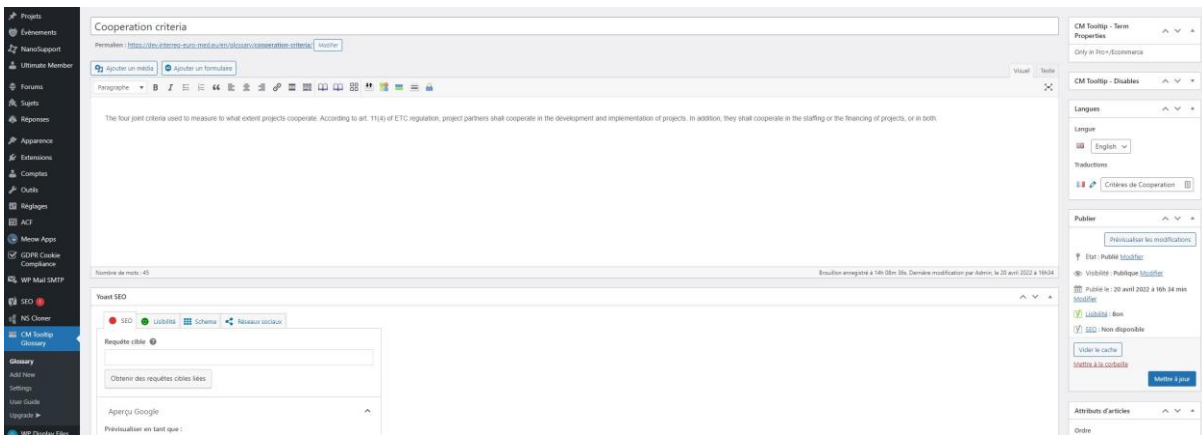 Projets
Évènements
NanoSupport
Ultimate Member
Forums
Sujets
Réponses
Apparence
Extensions
Comptes
Outils
Réglages
ACF
Meow Apps
GDPR Cookie
Compliance
WP Mail SMTP
SEO
NS Cloner
CM Tooltip
Glossary
Glossary
Add New
Settings
User Guide
Upgrade ►
WP Display Files
Cooperation criteria
Permalien : https://dev.interreg-euro-med.eu/en/glossary/cooperation-criteria/ Modifier
Ajouter un média Ajouter un formulaire
Visuel Texte
Paragraphe
The four joint criteria used to measure to what extent projects cooperate. According to art. 11(4) of ETC regulation, project partners shall cooperate in the development and implementation of projects. In addition, they shall cooperate in the staffing or the financing of projects, or in both.
Nombre de mots : 45
Brouillon enregistré à 14h 08m 36s. Dernière modification par Admin, le 20 avril 2022 à 16h34
Yoast SEO
SEO Lisibilité Schema Réseaux sociaux
Requête cible
Obtenir des requêtes cibles liées
Aperçu Google
Prévisualiser en tant que :
CM Tooltip - Term
Properties
Only in Pro+/Ecommerce
CM Tooltip - Disables
Langues
Langue
English
Traductions
Critères de Cooperation
Publier
Prévisualiser les modifications
État : Publié Modifier
Visibilité : Publique Modifier
Publié le : 20 avril 2022 à 16h 34 min
Modifier
Lisibilité : Bon
SEO : Non disponible
Vider le cache
Mettre à la corbeille
Mettre à jour
Attributs d'articles
Ordre